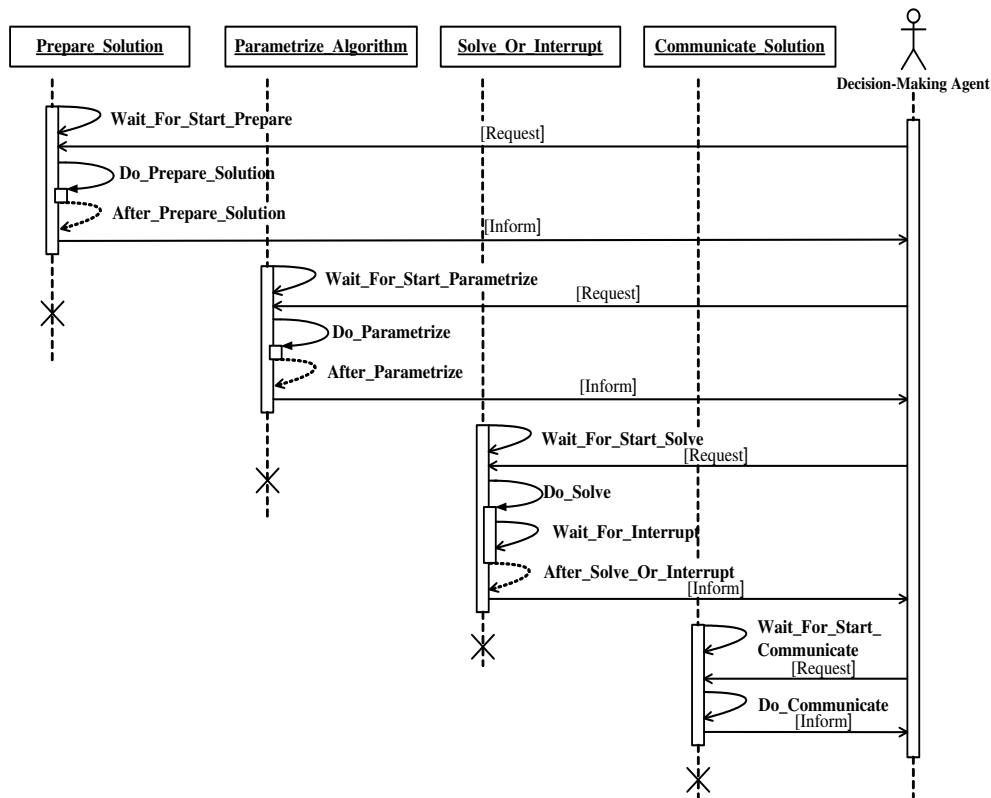 Prepare_Solution
Parametrize_Algorithm
Solve_Or_Interrupt
Communicate_Solution
Decision-Making Agent
Wait_For_Start_Prepare
[Request]
Do_Prepare_Solution
After_Prepare_Solution
[Inform]
Wait_For_Start_Parametrize
[Request]
Do_Parametrize
After_Parametrize
[Inform]
Wait_For_Start_Solve
[Request]
Do_Solve
Wait_For_Interrupt
After_Solve_Or_Interrupt
[Inform]
Wait_For_Start_
Communicate
[Request]
Do_Communicate
[Inform]